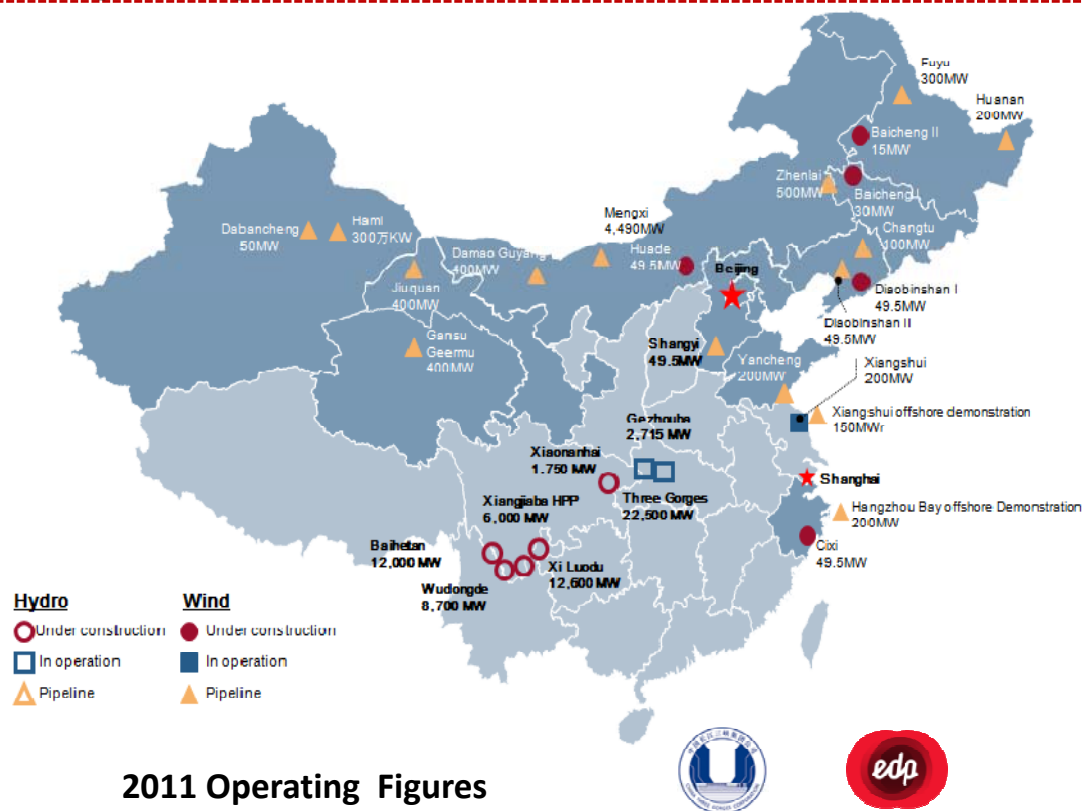 Fuyu
300MW
Huanan
200MW
Baicheng II
15MW
Zhenlai
500MW
Baicheng I
30MW
Mengxi
4,490MW
Changtu
100MW
Dabancheng
50MW
Hami
300万KW
Damao Guyang
400MW
Huade
49.5MW
Beijing
Jiuquan
400MW
Diaobinshan I
49.5MW
Diaobinshan II
49.5MW
Gansu
Geermu
400MW
Shangyi
49.5MW
Yancheng
200MW
Xiangshui
200MW
Xiangshui offshore demonstration
150MWr
Gezhouba
2,715 MW
Xiaonanhai
1.750 MW
Three Gorges
22,500 MW
Shanghai
Xiangjiaba HPP
6,000 MW
Hangzhou Bay offshore Demonstration
200MW
Baihetan
12,000 MW
Xi Luodu
12,600 MW
Cixi
49.5MW
Wudongde
8,700 MW
Hydro
Wind
Under construction
Under construction
In operation
In operation
Pipeline
Pipeline
2011 Operating Figures
CHINA THREE GORGES CORPORATION
edp